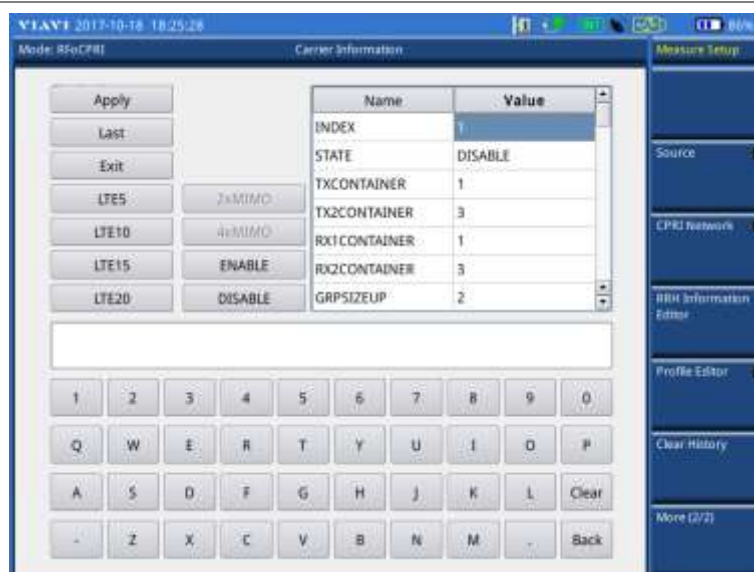 VIAVI 2017-10-18 18:25:28
86%
Mode: RFoCPRI
Carrier Information
Measure Setup
Apply
Last
Exit
LTE5
LTE10
LTE15
LTE20
2xMIMO
4xMIMO
ENABLE
DISABLE
Name Value
INDEX 1
STATE DISABLE
TXCONTAINER 1
TX2CONTAINER 3
RX1CONTAINER 1
RX2CONTAINER 3
GRPSIZEUP 2
Source
CPRI Network
RRH Information
Editor
Profile Editor
Clear History
More (2/2)
1 2 3 4 5 6 7 8 9 0
Q W E R T Y U I O P
A S D F G H J K L Clear
- Z X C V B N M . Back